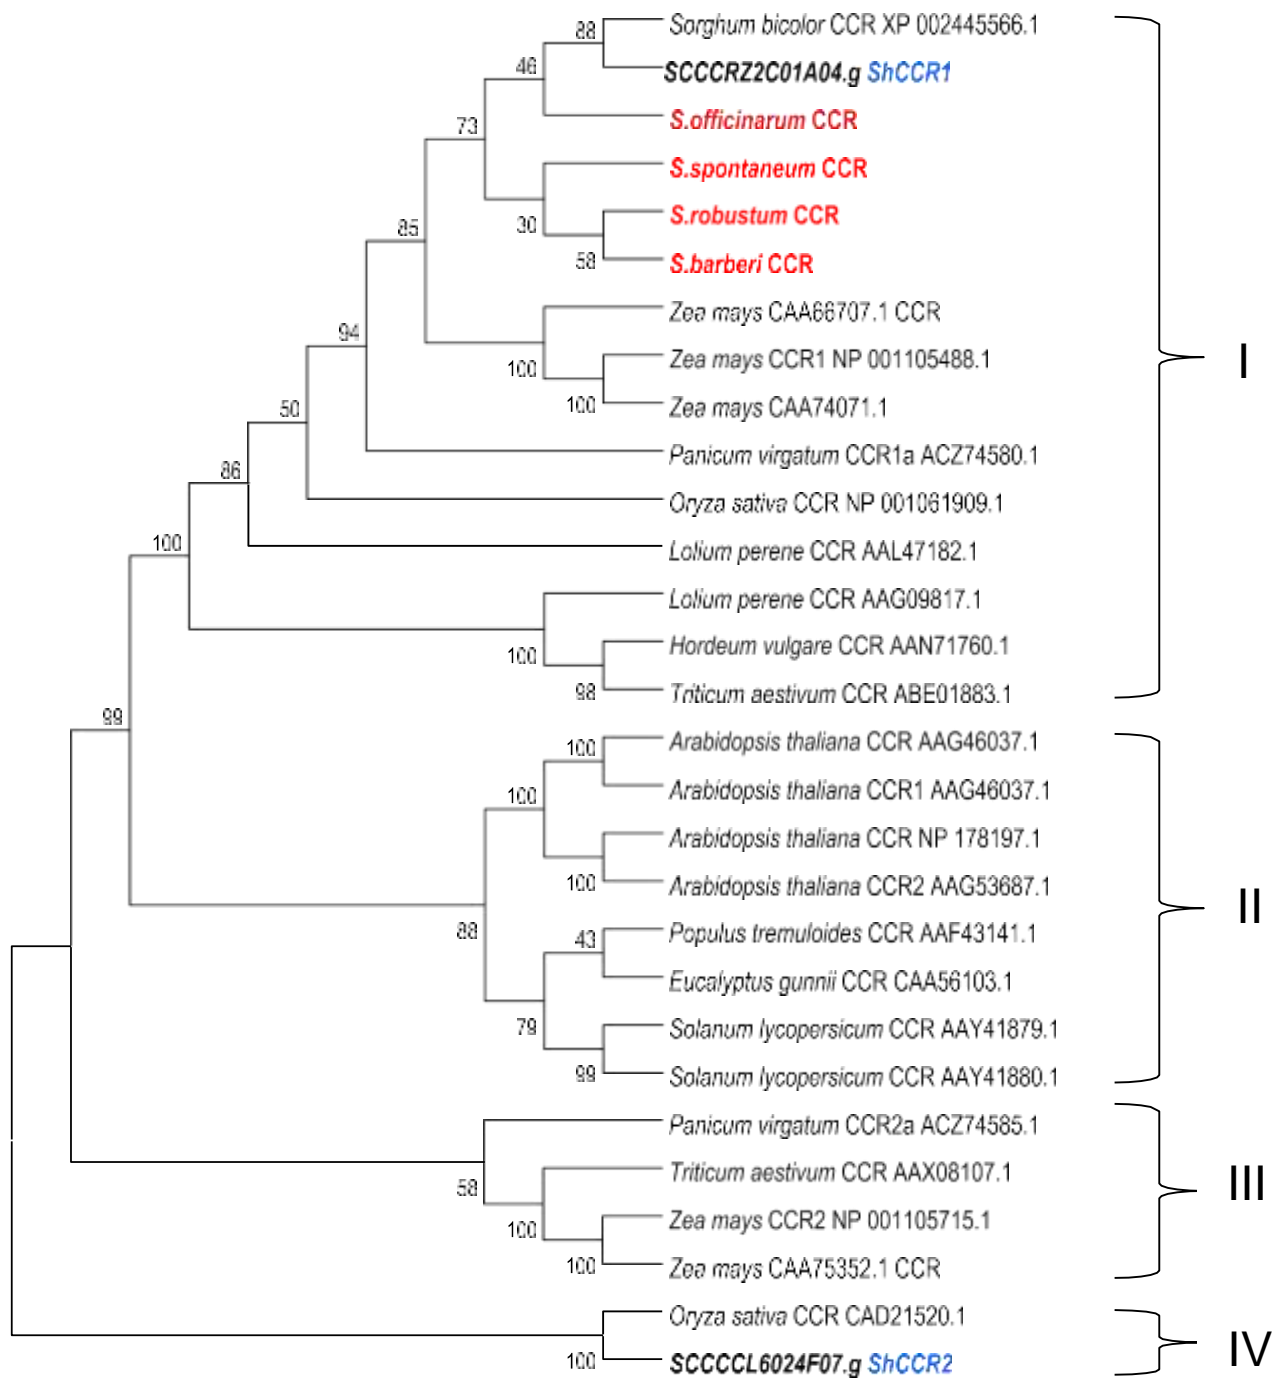 88
Sorghum bicolor CCR XP 002445566.1
SCCCRZ2C01A04.g ShCCR1
46
S.officinarum CCR
73
S.spontaneum CCR
30
S.robustum CCR
85
58
S.barberi CCR
Zea mays CAA66707.1 CCR
94
Zea mays CCR1 NP 001105488.1
I
100
100
Zea mays CAA74071.1
50
Panicum virgatum CCR1a ACZ74580.1
86
Oryza sativa CCR NP 001061909.1
100
Lolium perene CCR AAL47182.1
Lolium perene CCR AAG09817.1
100
Hordeum vulgare CCR AAN71760.1
98
Triticum aestivum CCR ABE01883.1
99
100
Arabidopsis thaliana CCR AAG46037.1
100
Arabidopsis thaliana CCR1 AAG46037.1
Arabidopsis thaliana CCR NP 178197.1
100
Arabidopsis thaliana CCR2 AAG53687.1
II
88
43
Populus tremuloides CCR AAF43141.1
Eucalyptus gunnii CCR CAA56103.1
79
Solanum lycopersicum CCR AAY41879.1
99
Solanum lycopersicum CCR AAY41880.1
Panicum virgatum CCR2a ACZ74585.1
Triticum aestivum CCR AAX08107.1
58
III
100
Zea mays CCR2 NP 001105715.1
100
Zea mays CAA75352.1 CCR
Oryza sativa CCR CAD21520.1
IV
100
SCCCCL6024F07.g ShCCR2